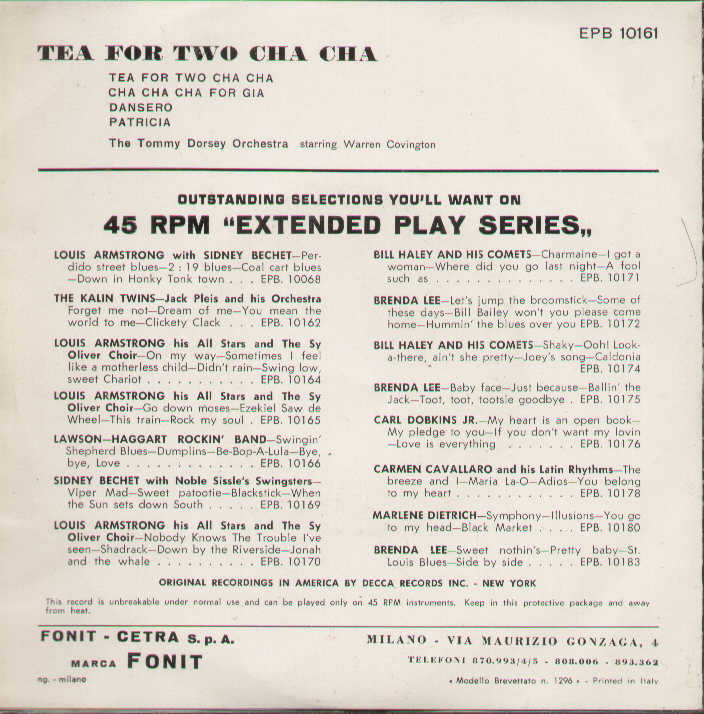 EPB 10161
TEA FOR TWO CHA CHA
TEA FOR TWO CHA CHA
CHA CHA CHA FOR GIA
DANSERO
PATRICIA
The Tommy Dorsey Orchestra starring Warren Covington
OUTSTANDING SELECTIONS YOU'LL WANT ON
45 RPM “EXTENDED PLAY SERIES„
LOUIS ARMSTRONG with SIDNEY BECHET—Per-
dido street blues—2 : 19 blues—Coal cart blues
—Down in Honky Tonk town . . . EPB. 10068
THE KALIN TWINS—Jack Pleis and his Orchestra
Forget me not—Dream of me—You mean the
world to me—Clickety Clack . . . EPB. 10162
LOUIS ARMSTRONG his All Stars and The Sy
Oliver Choir—On my way—Sometimes I feel
like a motherless child—Didn't rain—Swing low,
sweet Chariot . . . . . . . . . . . EPB. 10164
LOUIS ARMSTRONG his All Stars and The Sy
Oliver Choir—Go down moses—Ezekiel Saw de
Wheel—This train—Rock my soul . EPB. 10165
LAWSON—HAGGART ROCKIN' BAND—Swingin'
Shepherd Blues—Dumplins—Be-Bop-A-Lula—Bye,
bye, Love . . . . . . . . . . . . . EPB. 10166
SIDNEY BECHET with Noble Sissle's Swingsters—
Viper Mad—Sweet patootie—Blackstick—When
the Sun sets down South . . . . . EPB. 10169
LOUIS ARMSTRONG his All Stars and The Sy
Oliver Choir—Nobody Knows The Trouble I've
seen—Shadrack—Down by the Riverside—Jonah
and the whale . . . . . . . . . . EPB. 10170
BILL HALEY AND HIS COMETS—Charmaine—I got a
woman—Where did you go last night—A fool
such as . . . . . . . . . . . . . . EPB. 10171
BRENDA LEE—Let's jump the broomstick—Some of
these days—Bill Bailey won't you please come
home—Hummin' the blues over you EPB. 10172
BILL HALEY AND HIS COMETS—Shaky—Ooh! Look-
a-there, ain't she pretty—Joey's song—Caldonia
EPB. 10174
BRENDA LEE—Baby face—Just because—Ballin' the
Jack—Toot, toot, tootsie goodbye . EPB. 10175
CARL DOBKINS JR.—My heart is an open book—
My pledge to you—If you don't want my lovin
—Love is everything . . . . . . . EPB. 10176
CARMEN CAVALLARO and his Latin Rhythms—The
breeze and I—Maria La-O—Adios—You belong
to my heart . . . . . . . . . . . . EPB. 10178
MARLENE DIETRICH—Symphony—Illusions—You go
to my head—Black Market . . . . EPB. 10180
BRENDA LEE—Sweet nothin's—Pretty baby—St.
Louis Blues—Side by side . . . . . EPB. 10183
ORIGINAL RECORDINGS IN AMERICA BY DECCA RECORDS INC. - NEW YORK
This record is unbreakable under normal use and can be played only on 45 RPM instruments. Keep in this protective package and away
from heat.
FONIT - CETRA S.p.A.
MARCA FONIT
ng. - milano
MILANO - VIA MAURIZIO GONZAGA, 4
TELEFONI 870.993/4/5 - 808.006 - 893.362
• Modello Brevettato n. 1296 • - Printed in Italy